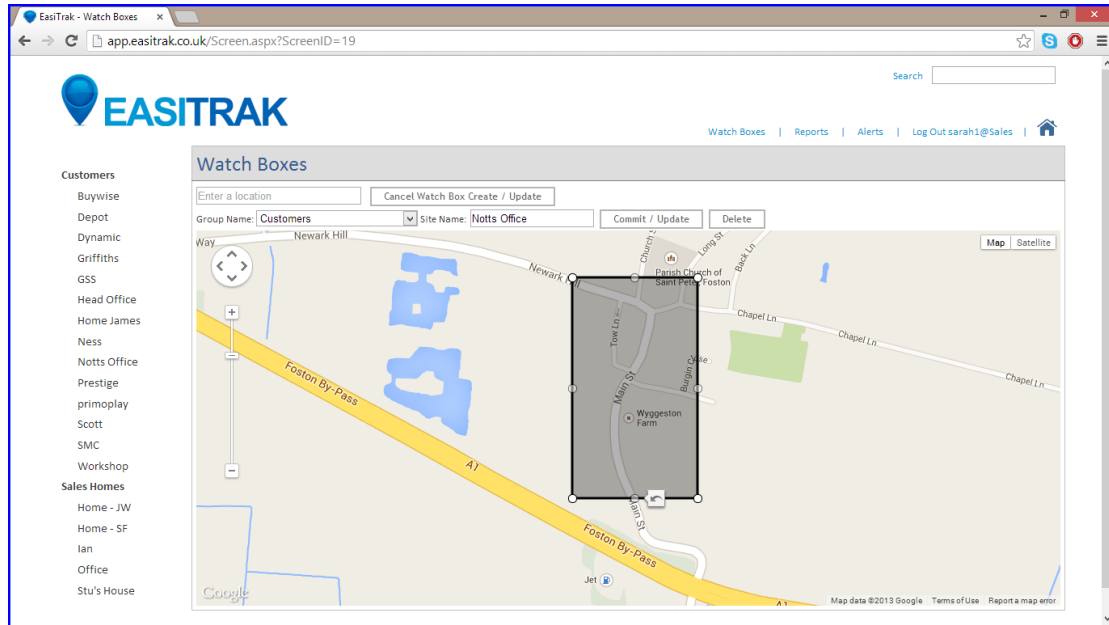 EasiTrak - Watch Boxes
app.easitrak.co.uk/Screen.aspx?ScreenID=19
Search
EASITRAK
Watch Boxes | Reports | Alerts | Log Out sarah1@Sales |
Customers
Buywise
Depot
Dynamic
Griffiths
GSS
Head Office
Home James
Ness
Notts Office
Prestige
primoplay
Scott
SMC
Workshop
Sales Homes
Home - JW
Home - SF
Ian
Office
Stu's House
Watch Boxes
Enter a location
Cancel Watch Box Create / Update
Group Name: Customers Site Name: Notts Office Commit / Update Delete
Way
Newark Hill
Church St
Long St
Back Ln
Map Satellite
Newark Hill
Parish Church of
Saint Peter Foston
Chapel Ln
Chapel Ln
Chapel Ln
Tow Ln
Main St
Foston By-Pass
Wyggeston
Farm
A1
Main St
Foston By-Pass
Jet
A1
Google
Map data ©2013 Google Terms of Use Report a map error